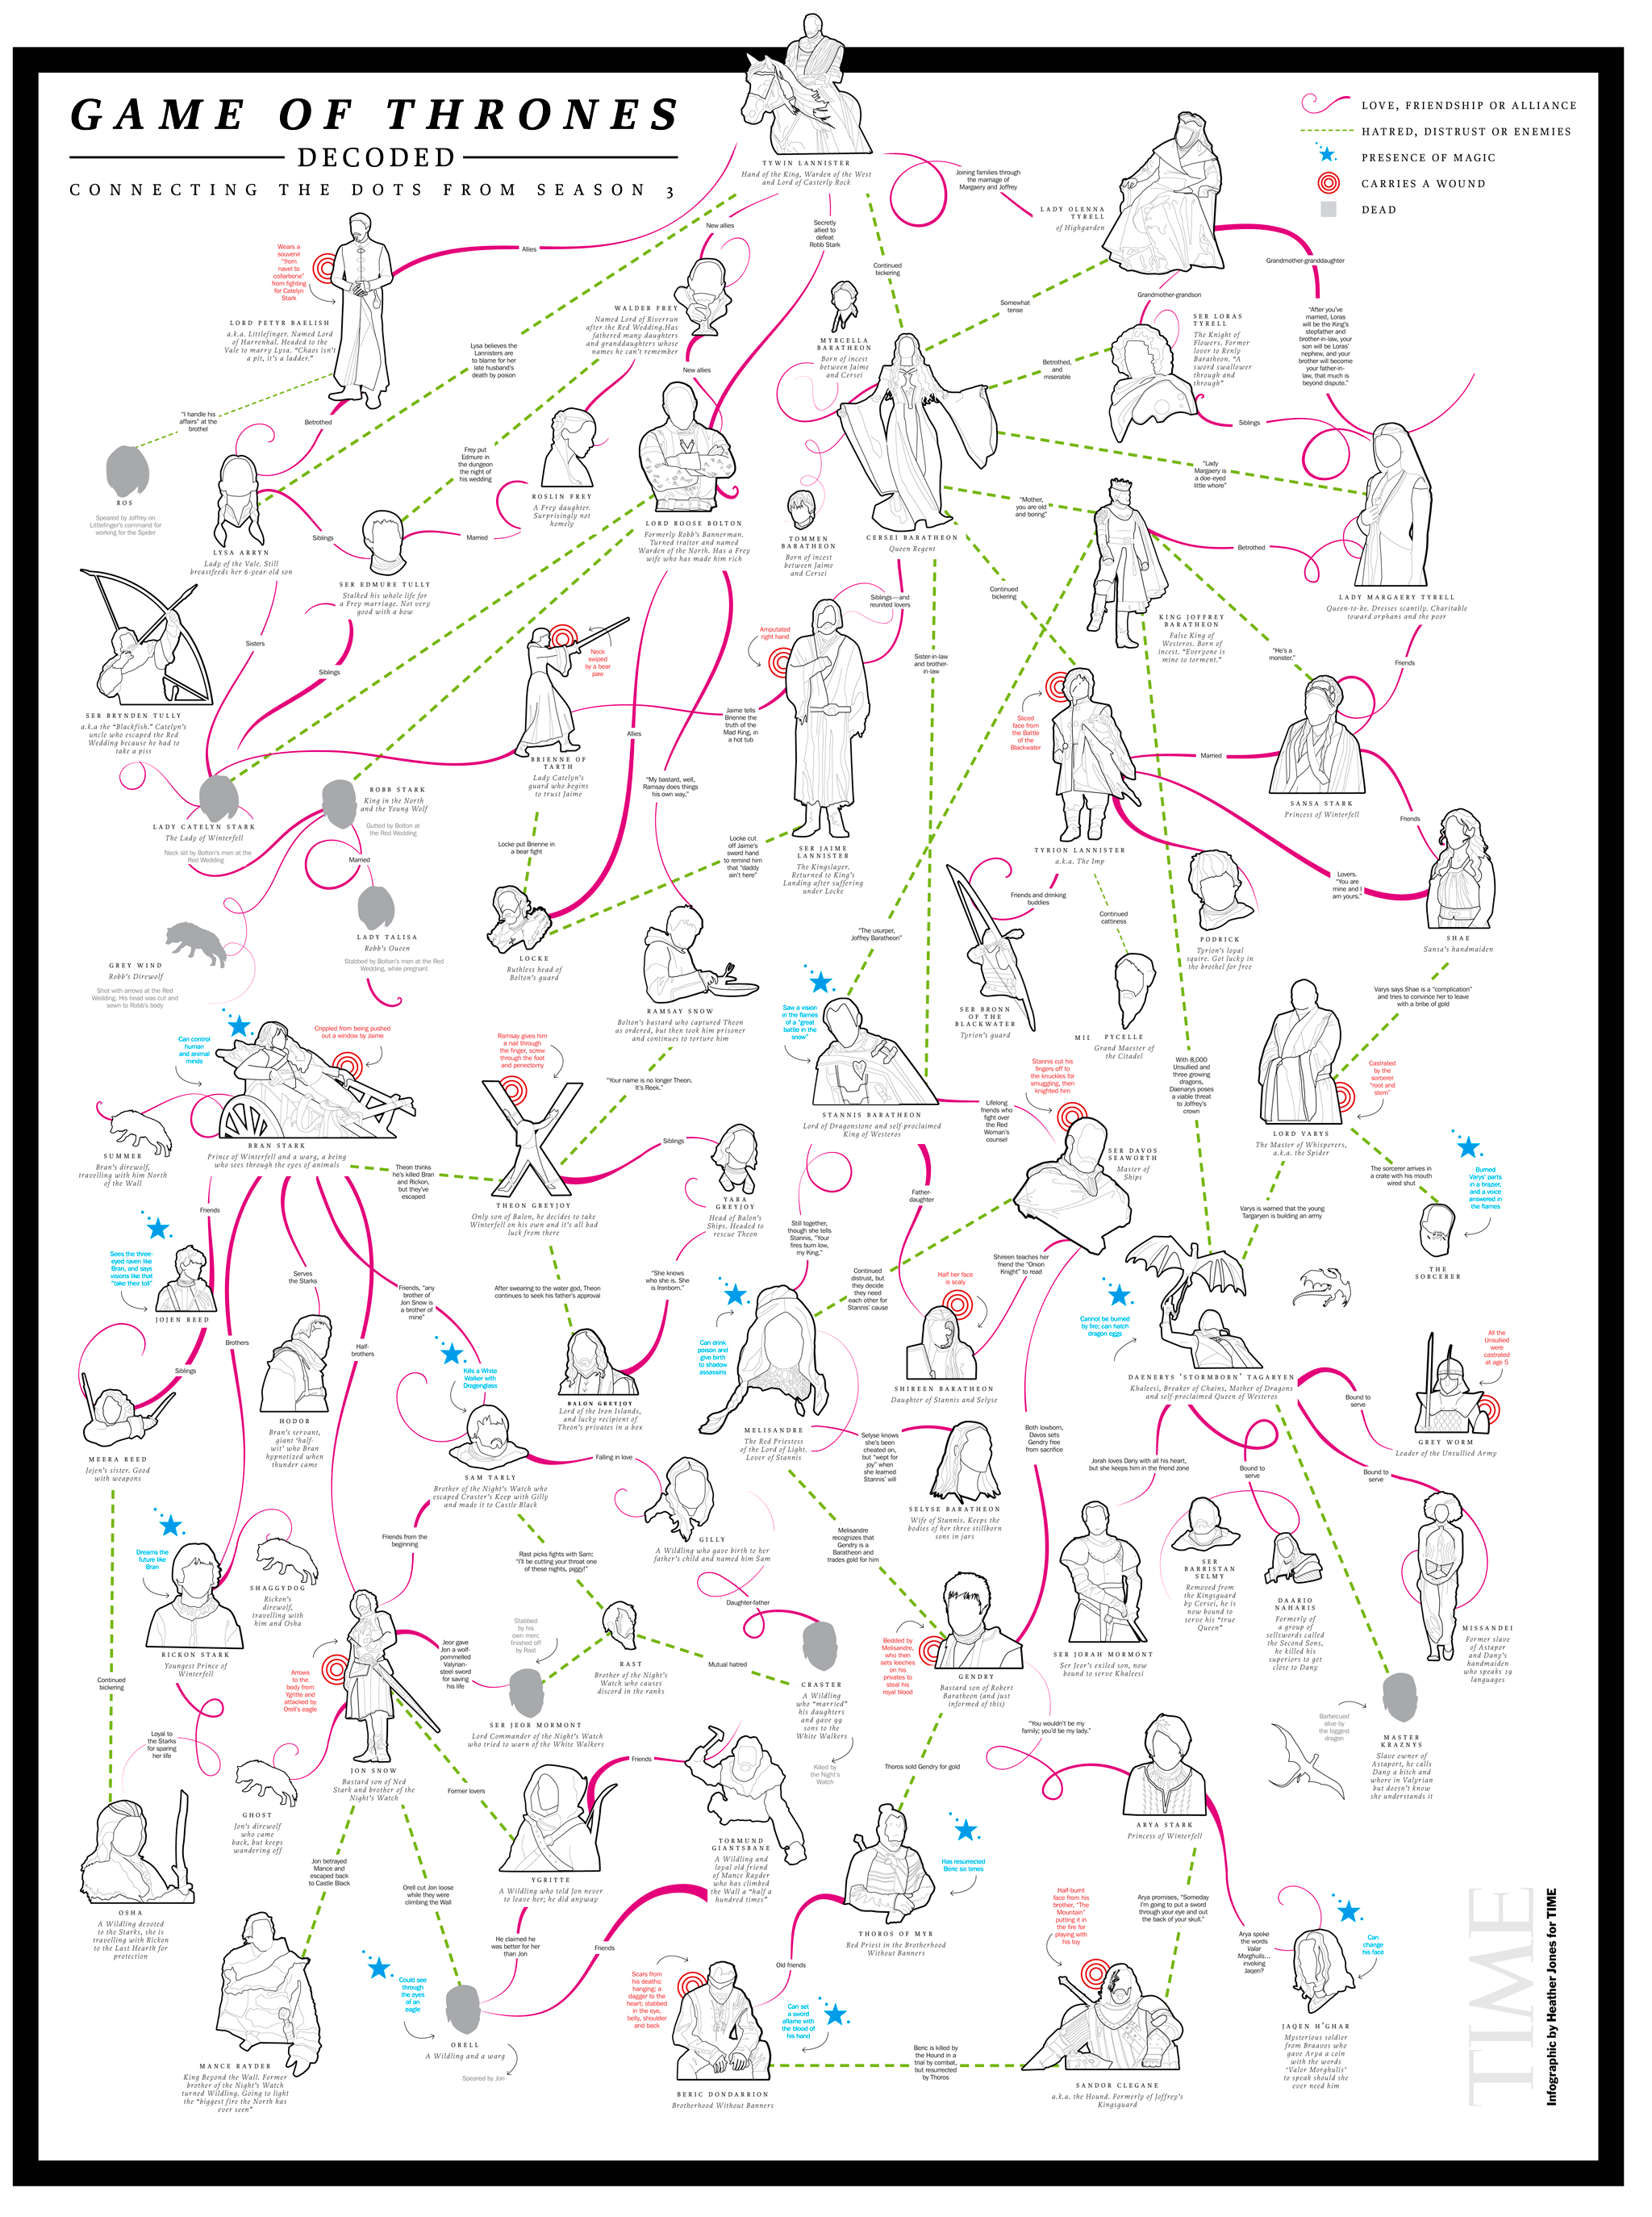 GAME OF THRONES
DECODED
CONNECTING THE DOTS FROM SEASON 3
LOVE, FRIENDSHIP OR ALLIANCE
HATRED, DISTRUST OR ENEMIES
PRESENCE OF MAGIC
CARRIES A WOUND
DEAD
TYWIN LANNISTER
Hand of the King, Warden of the West
and Lord of Casterly Rock
Joining families through
the marriage of
Margaery and Joffrey
LADY OLENNA
TYRELL
of Highgarden
New allies
Secretly
allied to
defeat
Robb Stark
Allies
Wears a
souvenir
"from
navel to
collarbone"
from fighting
for Catelyn
Stark
Continued
bickering
Grandmother-granddaughter
Grandmother-grandson
Somewhat
tense
LORD PETYR BAELISH
a.k.a. Littlefinger. Named Lord
of Harrenhal. Headed to the
Vale to marry Lysa. "Chaos isn't
a pit, it's a ladder."
WALDER FREY
Named Lord of Riverrun
after the Red Wedding.Has
fathered many daughters
and granddaughters whose
names he can't remember
Lysa believes the
Lannisters are
to blame for her
late husband's
death by poison
MYRCELLA
BARATHEON
Born of incest
between Jaime
and Cersei
SER LORAS
TYRELL
The Knight of
Flowers. Former
lover to Renly
Baratheon. "A
sword swallower
through and
through"
"After you've
married, Loras
will be the King's
stepfather and
brother-in-law, your
son will be Loras'
nephew, and your
brother will become
your father-in-
law, that much is
beyond dispute."
New allies
Betrothed,
and
miserable
"I handle his
affairs" at the
brothel
Betrothed
Siblings
Frey put
Edmure in
the dungeon
the night of
his wedding
"Lady
Margaery is
a doe-eyed
little whore"
ROS
Speared by Joffrey on
Littlefinger's command for
working for the Spider
ROSLIN FREY
A Frey daughter.
Surprisingly not
homely
"Mother,
you are old
and boring"
LORD ROOSE BOLTON
Formerly Robb's Bannerman.
Turned traitor and named
Warden of the North. Has a Frey
wife who has made him rich
TOMMEN
BARATHEON
Born of incest
between Jaime
and Cersei
CERSEI BARATHEON
Queen Regent
Siblings
Married
Betrothed
LYSA ARRYN
Lady of the Vale. Still
breastfeeds her 6-year-old son
SER EDMURE TULLY
Stalked his whole life for
a Frey marriage. Not very
good with a bow
Siblings—and
reunited lovers
Continued
bickering
LADY MARGAERY TYRELL
Queen-to-be. Dresses scantily. Charitable
toward orphans and the poor
KING JOFFREY
BARATHEON
False King of
Westeros. Born of
incest. "Everyone is
mine to torment."
Sisters
Siblings
Neck
swiped
by a bear
paw
Amputated
right hand
Sister-in-law
and brother-
in-law
"He's a
monster."
Friends
SER BRYNDEN TULLY
a.k.a the "Blackfish." Catelyn's
uncle who escaped the Red
Wedding because he had to
take a piss
Allies
Jaime tells
Brienne the
truth of the
Mad King, in
a hot tub
Sliced
face from
the Battle
of the
Blackwater
Married
BRIENNE OF
TARTH
Lady Catelyn's
guard who begins
to trust Jaime
"My bastard, well,
Ramsay does things
his own way."
ROBB STARK
King in the North
and the Young Wolf
Gutted by Bolton at
the Red Wedding
SANSA STARK
Princess of Winterfell
Friends
LADY CATELYN STARK
The Lady of Winterfell
Neck slit by Bolton's men at the
Red Wedding
Married
Locke put Brienne in
a bear fight
Locke cut
off Jaime's
sword hand
to remind him
that "daddy
ain't here"
SER JAIME
LANNISTER
The Kingslayer.
Returned to King's
Landing after suffering
under Locke
TYRION LANNISTER
a.k.a. The Imp
Lovers.
"You are
mine and I
am yours."
Friends and drinking
buddies
Continued
cattiness
PODRICK
Tyrion's loyal
squire. Got lucky in
the brothel for free
SHAE
Sansa's handmaiden
LADY TALISA
Robb's Queen
Stabbed by Bolton's men at the Red
Wedding, while pregnant
GREY WIND
Robb's Direwolf
Shot with arrows at the Red
Wedding. His head was cut and
sewn to Robb's body
LOCKE
Ruthless head of
Bolton's guard
"The usurper,
Joffrey Baratheon"
Varys says Shae is a "complication"
and tries to convince her to leave
with a bribe of gold
RAMSAY SNOW
Bolton's bastard who captured Theon
as ordered, but then took him prisoner
and continues to torture him
Saw a vision
in the flames
of a "great
battle in the
snow"
SER BRONN
OF THE
BLACKWATER
Tyrion's guard
PYCELLE
Grand Maester of
the Citadel
Can control
human
and animal
minds
Crippled from being pushed
out a window by Jaime
Ramsay gives him
a nail through
the finger, screw
through the foot
and penectomy
"Your name is no longer Theon.
It's Reek."
Stannis cut his
fingers off to
the knuckles for
smuggling, then
knighted him
With 8,000
Unsullied and
three growing
dragons,
Daenarys poses
a viable threat
to Joffrey's
crown
Castrated
by the
sorcerer
"root and
stem"
STANNIS BARATHEON
Lord of Dragonstone and self-proclaimed
King of Westeros
Lifelong
friends who
fight over
the Red
Woman's
counsel
LORD VARYS
The Master of Whisperers,
a.k.a. the Spider
BRAN STARK
Prince of Winterfell and a warg, a being
who sees through the eyes of animals
SUMMER
Bran's direwolf,
travelling with him North
of the Wall
Siblings
SER DAVOS
SEAWORTH
Master of
Ships
The sorcerer arrives in
a crate with his mouth
wired shut
Burned
Varys' parts
in a brazier,
and a voice
answered in
the flames
Theon thinks
he's killed Bran
and Rickon,
but they've
escaped
THEON GREYJOY
Only son of Balon, he decides to take
Winterfell on his own and it's all bad
luck from there
YARA
GREYJOY
Head of Balon's
Ships. Headed to
rescue Theon
Father-
daughter
Friends
Still together,
though she tells
Stannis, "Your
fires burn low,
my King."
Varys is warned that the young
Targaryen is building an army
THE
SORCERER
Sees the three-
eyed raven like
Bran, and says
visions like that
"take their toll"
Serves
the Starks
Friends, "any
brother of
Jon Snow is
a brother of
mine"
After swearing to the water god, Theon
continues to seek his father's approval
"She knows
who she is. She
is Ironborn."
Continued
distrust, but
they decide
they need
each other for
Stannis' cause
Shireen teaches her
friend the "Onion
Knight" to read
Half her face
is scaly
Cannot be burned
by fire; can hatch
dragon eggs
JOJEN REED
Brothers
Half-
brothers
Can drink
poison and
give birth
to shadow
assassins
All the
Unsullied
were
castrated
at age 5
Siblings
Kills a White
Walker with
Dragonglass
BALON GREYJOY
Lord of the Iron Islands,
and lucky recipient of
Theon's privates in a box
SHIREEN BARATHEON
Daughter of Stannis and Selyse
DAENERYS 'STORMBORN' TAGARYEN
Khaleesi, Breaker of Chains, Mother of Dragons
and self-proclaimed Queen of Westeros
Bound to
serve
GREY WORM
Leader of the Unsullied Army
HODOR
Bran's servant,
giant 'half-
wit' who Bran
hypnotized when
thunder came
MEERA REED
Jojen's sister. Good
with weapons
MELISANDRE
The Red Priestess
of the Lord of Light.
Lover of Stannis
Selyse knows
she's been
cheated on,
but "wept for
joy" when
she learned
Stannis' will
Both lowborn,
Davos sets
Gendry free
from sacrifice
Jorah loves Dany with all his heart,
but she keeps him in the friend zone
Bound to
serve
Bound to
serve
SAM TARLY
Brother of the Night's Watch who
escaped Craster's Keep with Gilly
and made it to Castle Black
Falling in love
SELYSE BARATHEON
Wife of Stannis. Keeps the
bodies of her three stillborn
sons in jars
Friends from the
beginning
GILLY
A Wildling who gave birth to her
father's child and named him Sam
Dreams the
future like
Bran
Rast picks fights with Sam:
"I'll be cutting your throat one
of these nights, piggy!"
Melisandre
recognizes that
Gendry is a
Baratheon and
trades gold for him
SER
BARRISTAN
SELMY
Removed from
the Kingsguard
by Cersei, he is
now bound to
serve his "true
Queen"
DAARIO
NAHARIS
Formerly of
a group of
sellswords called
the Second Sons,
he killed his
superiors to get
close to Dany
SHAGGYDOG
Rickon's
direwolf,
travelling with
him and Osha
Daughter-father
RICKON STARK
Youngest Prince of
Winterfell
Stabbed
by his
own men;
finished off
by Rast
Jeor gave
Jon a wolf-
pommelled
Valyrian-
steel sword
for saving
his life
Bedded by
Melisandre,
who then
sets leeches
on his
privates to
steal his
royal blood
SER JORAH MORMONT
Ser Jeor's exiled son, now
bound to serve Khaleesi
MISSANDEI
Former slave
of Astapor
and Dany's
handmaiden
who speaks 19
languages
Continued
bickering
Arrows
to the
body from
Ygritte and
attacked by
Orell's eagle
RAST
Brother of the Night's
Watch who causes
discord in the ranks
Mutual hatred
GENDRY
Bastard son of Robert
Baratheon (and just
informed of this)
CRASTER
A Wildling
who "married"
his daughters
and gave 99
sons to the
White Walkers
Killed by
the Night's
Watch
SER JEOR MORMONT
Lord Commander of the Night's Watch
who tried to warn of the White Walkers
Loyal to
the Starks
for sparing
her life
"You wouldn't be my
family; you'd be my lady."
Barbecued
alive by
the biggest
dragon
MASTER
KRAZNYS
Slave owner of
Astaport, he calls
Dany a bitch and
whore in Valyrian
but doesn't know
she understands it
JON SNOW
Bastard son of Ned
Stark and brother of the
Night's Watch
Friends
Former lovers
Thoros sold Gendry for gold
GHOST
Jon's direwolf
who came
back, but keeps
wandering off
ARYA STARK
Princess of Winterfell
TORMUND
GIANTSBANE
A Wildling and
loyal old friend
of Mance Rayder
who has climbed
the Wall a "half a
hundred times"
Jon betrayed
Mance and
escaped back
to Castle Black
Orell cut Jon loose
while they were
climbing the Wall
YGRITTE
A Wildling who told Jon never
to leave her; he did anyway
Has resurrected
Beric six times
Half-burnt
face from his
brother, "The
Mountain"
putting it in
the fire for
playing with
his toy
Arya promises, "Someday
I'm going to put a sword
through your eye and out
the back of your skull."
OSHA
A Wildling devoted
to the Starks, she is
travelling with Rickon
to the Last Hearth for
protection
THOROS OF MYR
Red Priest in the Brotherhood
Without Banners
He claimed he
was better for her
than Jon
Friends
Old friends
Arya spoke
the words
Valar
Morghulis...
invoking
Jaqen?
Can
change
his face
Could see
through
the eyes
of an
eagle
Scars from
his deaths:
hanging; a
dagger to the
heart; stabbed
in the eye,
belly, shoulder
and back
Can set
a sword
aflame with
the blood of
his hand
JAQEN H'GHAR
Mysterious soldier
from Braavos who
gave Arya a coin
with the words
'Valor Morghulis'
to speak should she
ever need him
ORELL
A Wildling and a warg
Speared by Jon
MANCE RAYDER
King Beyond the Wall. Former
brother of the Night's Watch
turned Wildling. Going to light
the "biggest fire the North has
ever seen"
Beric is killed by
the Hound in a
trial by combat,
but resurrected
by Thoros
BERIC DONDARRION
Brotherhood Without Banners
SANDOR CLEGANE
a.k.a. the Hound. Formerly of Joffrey's
Kingsguard
TIME
Infographic by Heather Jones for TIME